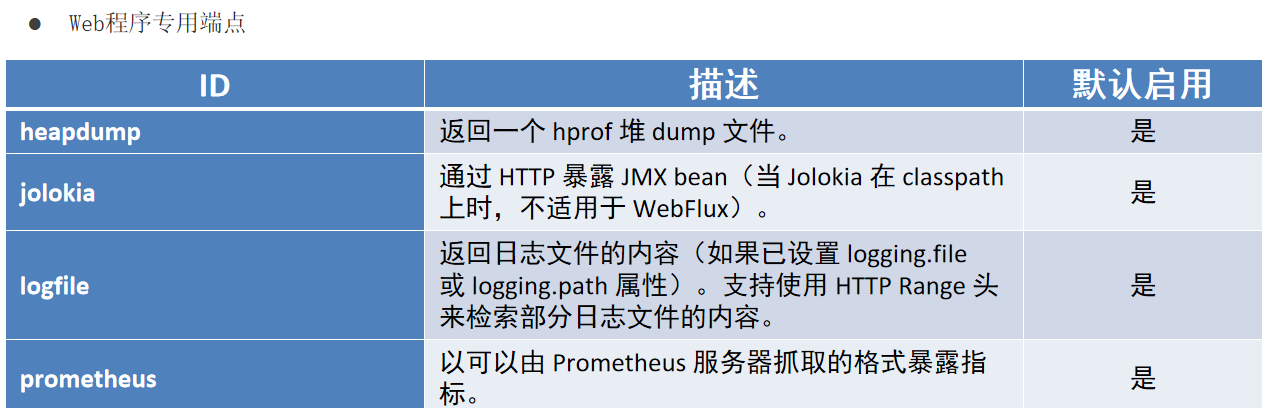 ● Web程序专用端点
ID 描述 默认启用
heapdump 返回一个 hprof 堆 dump 文件。 是
jolokia 通过 HTTP 暴露 JMX bean（当 Jolokia 在 classpath
上时，不适用于 WebFlux）。 是
logfile 返回日志文件的内容（如果已设置 logging.file
或 logging.path 属性）。支持使用 HTTP Range 头
来检索部分日志文件的内容。 是
prometheus 以可以由 Prometheus 服务器抓取的格式暴露指
标。 是